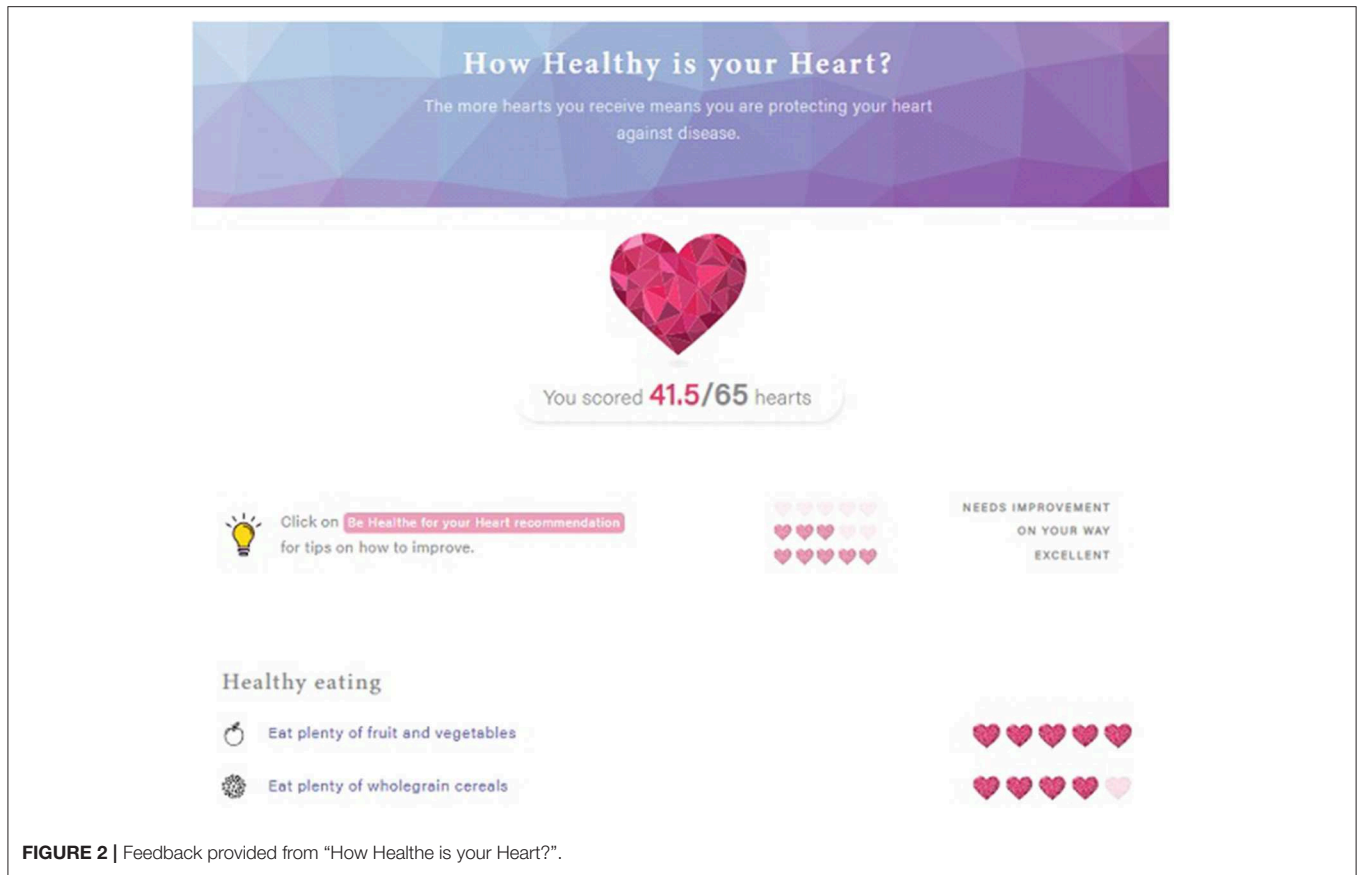 How Healthy is your Heart?
The more hearts you receive means you are protecting your heart
against disease.
You scored 41.5/65 hearts
Click on Be Healthe for your Heart recommendation
for tips on how to improve.
NEEDS IMPROVEMENT
ON YOUR WAY
EXCELLENT
Healthy eating
Eat plenty of fruit and vegetables
Eat plenty of wholegrain cereals
FIGURE 2 | Feedback provided from “How Healthe is your Heart?”.